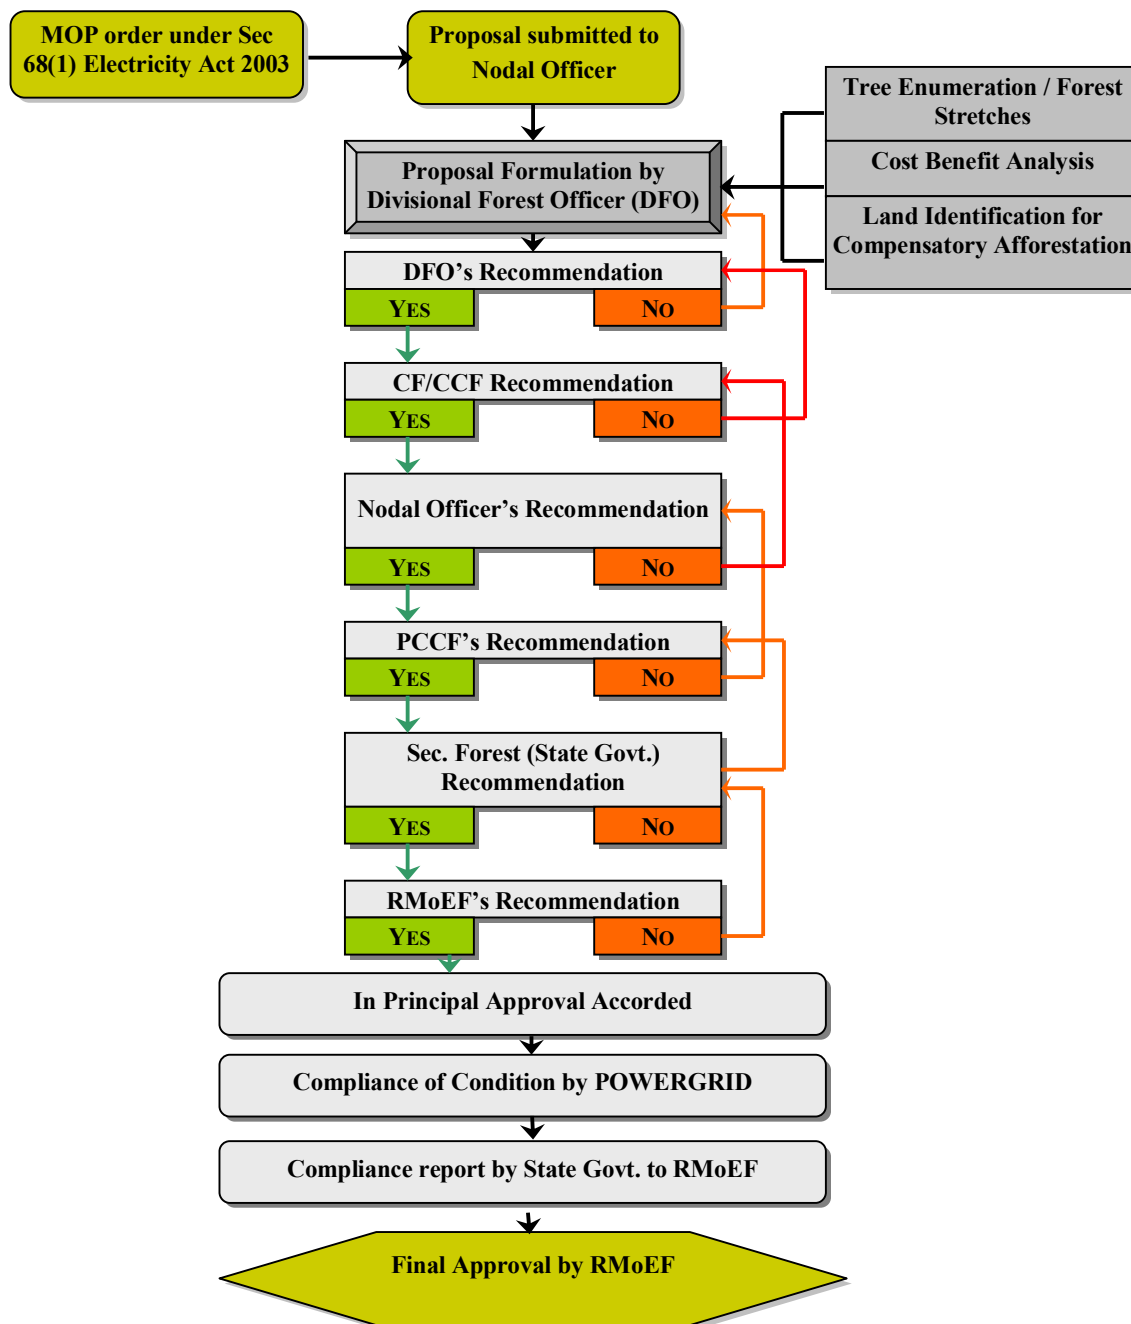 MOP order under Sec
68(1) Electricity Act 2003
Proposal submitted to
Nodal Officer
Tree Enumeration / Forest
Stretches
Cost Benefit Analysis
Land Identification for
Compensatory Afforestation
Proposal Formulation by
Divisional Forest Officer (DFO)
DFO's Recommendation
YES NO
CF/CCF Recommendation
YES NO
Nodal Officer's Recommendation
YES NO
PCCF's Recommendation
YES NO
Sec. Forest (State Govt.)
Recommendation
YES NO
RMoEF's Recommendation
YES NO
In Principal Approval Accorded
Compliance of Condition by POWERGRID
Compliance report by State Govt. to RMoEF
Final Approval by RMoEF